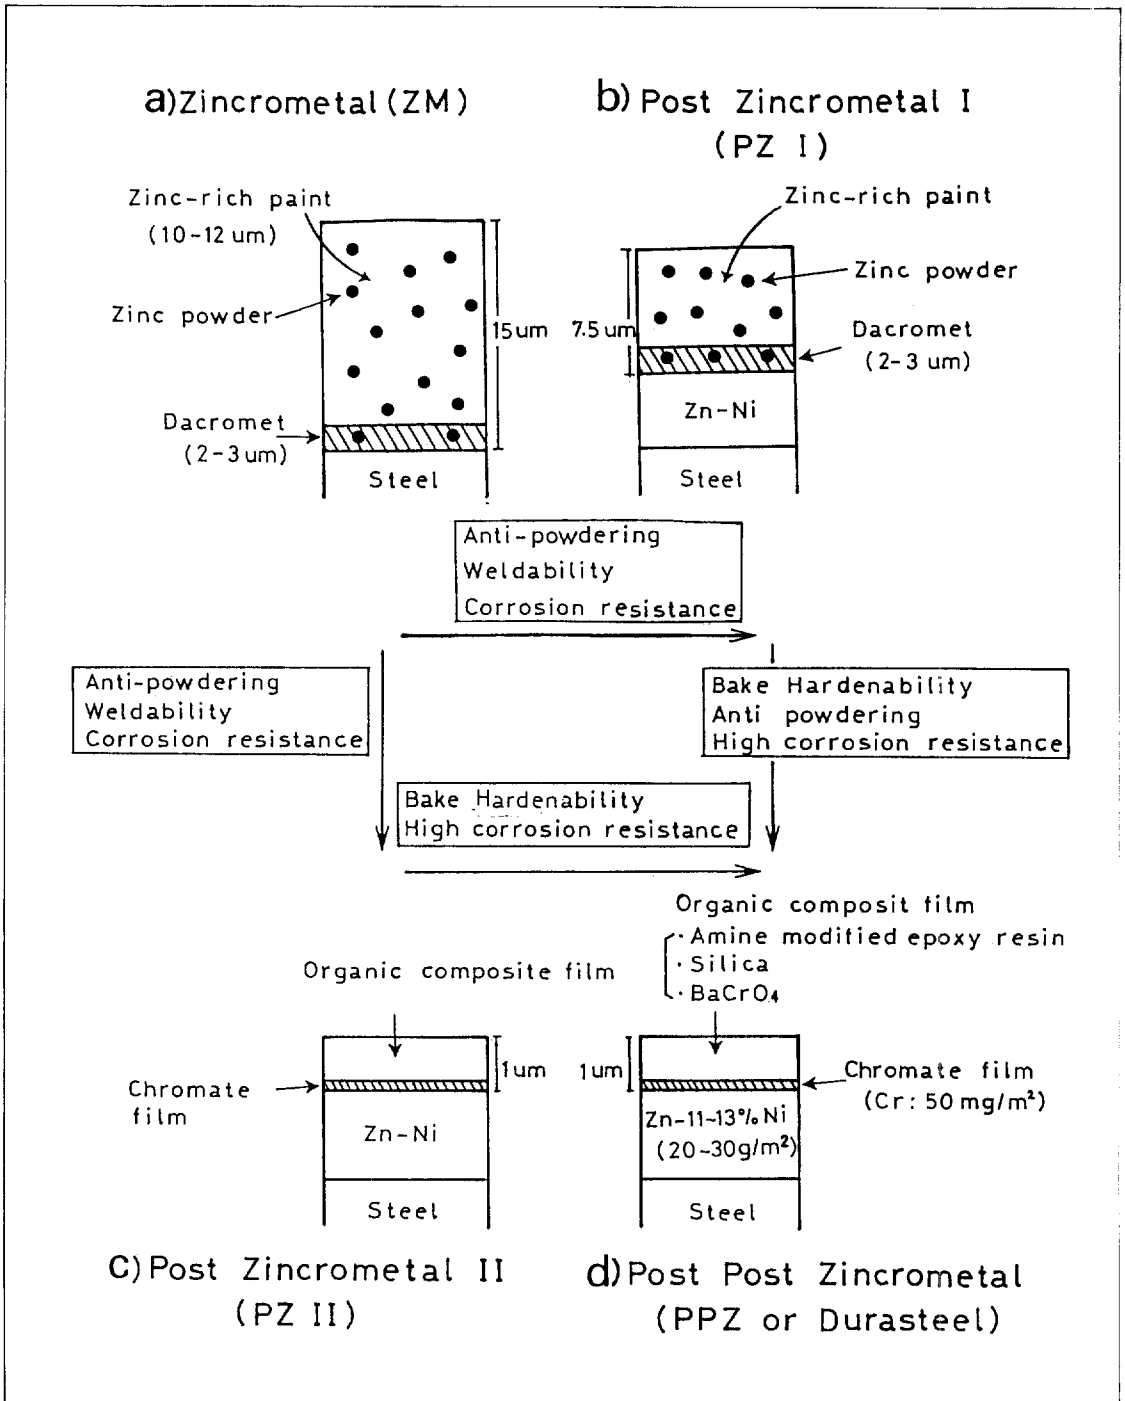 a)Zincrometal (ZM)
b) Post Zincrometal I
(PZ I)
Zinc-rich paint
(10-12 um)
Zinc powder
15um
Dacromet
(2-3um)
Steel
Zinc-rich paint
Zinc powder
7.5um
Dacromet
(2-3 um)
Zn-Ni
Steel
Anti-powdering
Weldability
Corrosion resistance
Anti-powdering
Weldability
Corrosion resistance
Bake Hardenability
Anti powdering
High corrosion resistance
Bake Hardenability
High corrosion resistance
Organic composite film
1um
Chromate
film
Zn-Ni
Steel
Organic composit film
· Amine modified epoxy resin
· Silica
· BaCrO₄
1um
Chromate film
(Cr: 50 mg/m²)
Zn-11-13% Ni
(20-30g/m²)
Steel
c) Post Zincrometal II
(PZ II)
d) Post Post Zincrometal
(PPZ or Durasteel)